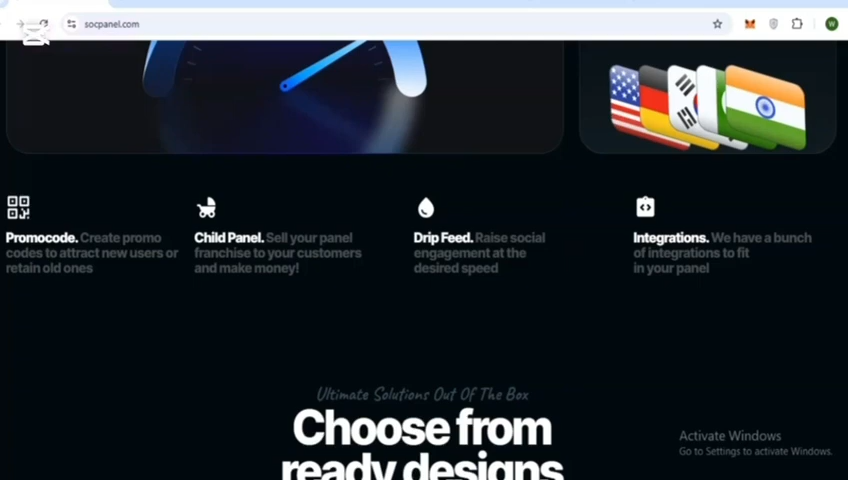 socpanel.com
W
Promocode. Create promo
codes to attract new users or
retain old ones
Child Panel. Sell your panel
franchise to your customers
and make money!
Drip Feed. Raise social
engagement at the
desired speed
Integrations. We have a bunch
of integrations to fit
in your panel
Ultimate Solutions Out Of The Box
Choose from
ready designs
Activate Windows
Go to Settings to activate Windows.